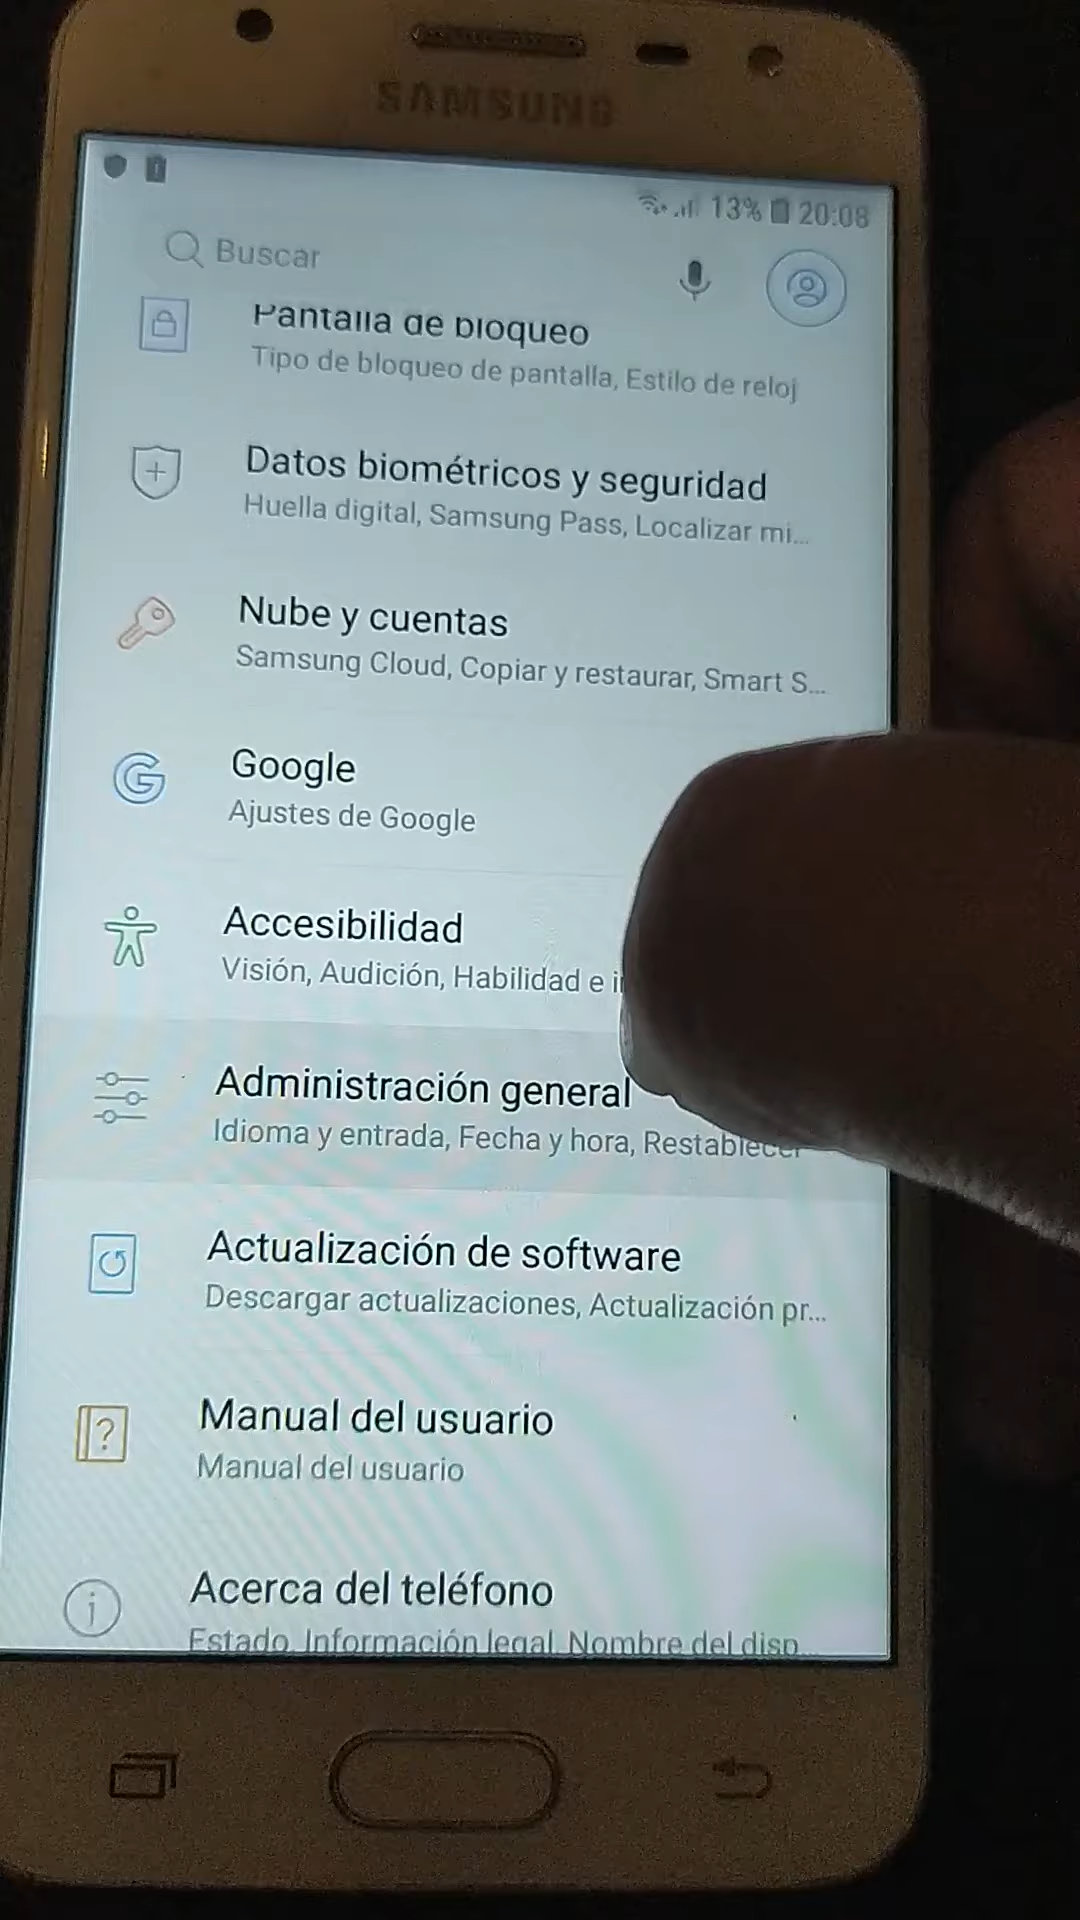 SAMSUNG
13% 20:08
Buscar
Pantalla de bloqueo
Tipo de bloqueo de pantalla, Estilo de reloj
Datos biométricos y seguridad
Huella digital, Samsung Pass, Localizar mi...
Nube y cuentas
Samsung Cloud, Copiar y restaurar, Smart S...
Google
Ajustes de Google
Accesibilidad
Visión, Audición, Habilidad e i
Administración general
Idioma y entrada, Fecha y hora, Restablecer
Actualización de software
Descargar actualizaciones, Actualización pr...
Manual del usuario
Manual del usuario
Acerca del teléfono
Estado, Información legal, Nombre del disp...